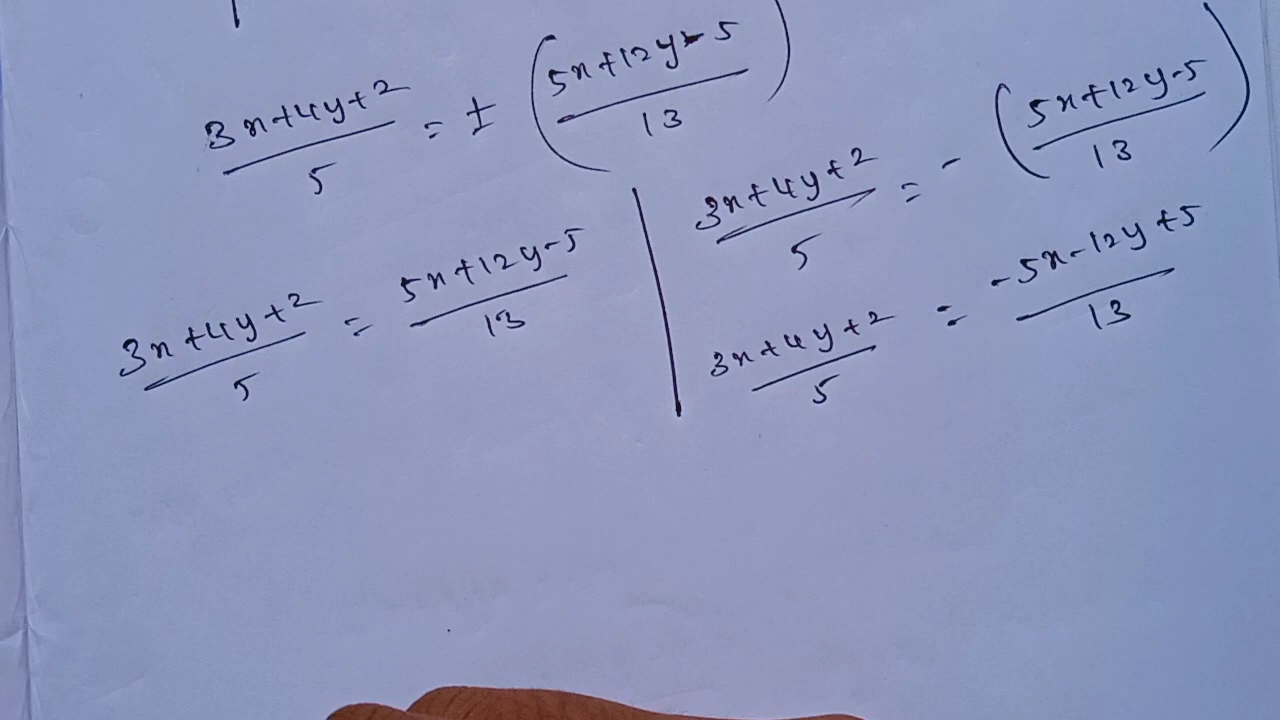 (3x+4y+2)/5 = ± ((5x+12y-5)/13)
(3x+4y+2)/5 = (5x+12y-5)/13
(3x+4y+2)/5 = - ((5x+12y-5)/13)
(3x+4y+2)/5 = (-5x-12y+5)/13